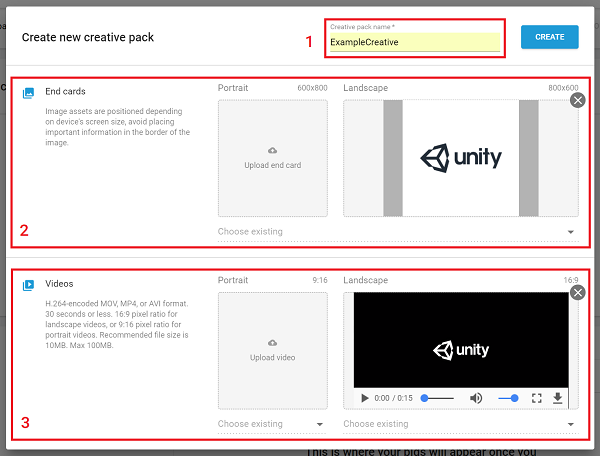 Create new creative pack
1
Creative pack name *
ExampleCreative
CREATE
End cards
Image assets are positioned depending
on device's screen size, avoid placing
important information in the border of the
image.
Portrait 600x800
Upload end card
Landscape 800x600
unity
Choose existing
2
Videos
H.264-encoded MOV, MP4, or AVI format.
30 seconds or less. 16:9 pixel ratio for
landscape videos, or 9:16 pixel ratio for
portrait videos. Recommended file size is
10MB. Max 100MB.
Portrait 9:16
Upload video
Choose existing
Landscape 16:9
unity
0:00 / 0:15
Choose existing
3
This is where your bids will appear once you